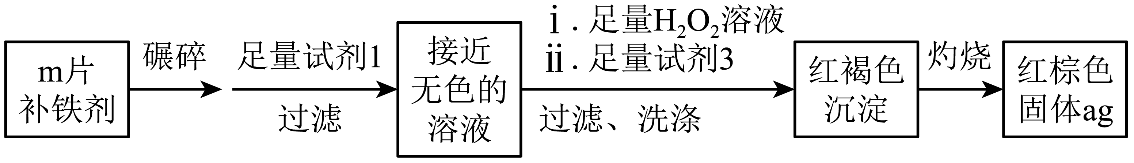 m片
补铁剂
碾碎
足量试剂1
过滤
接近
无色的
溶液
ⅰ. 足量H₂O₂溶液
ⅱ. 足量试剂3
过滤、洗涤
红褐色
沉淀
灼烧
红棕色
固体ag